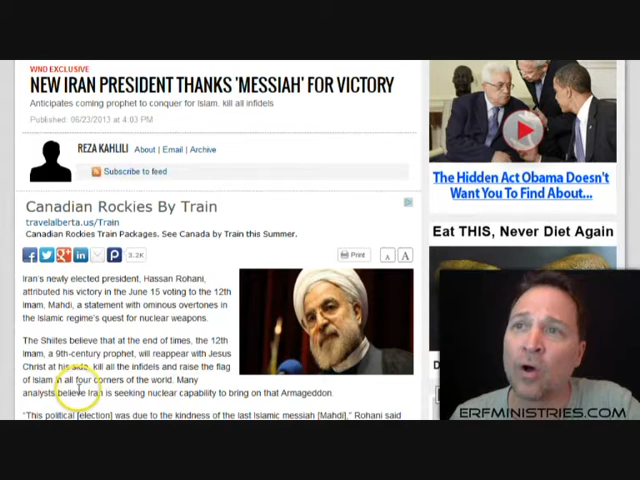 WND EXCLUSIVE
NEW IRAN PRESIDENT THANKS 'MESSIAH' FOR VICTORY
Anticipates coming prophet to conquer for Islam, kill all infidels
Published: 06/23/2013 at 4:03 PM
REZA KAHLILI About | Email | Archive
Subscribe to feed
Canadian Rockies By Train
travelalberta.us/Train
Canadian Rockies Train Packages. See Canada by Train this Summer.
3.2K
Print
A A
Iran's newly elected president, Hassan Rohani,
attributed his victory in the June 15 voting to the 12th
Imam, Mahdi, a statement with ominous overtones in
the Islamic regime's quest for nuclear weapons.
The Shiites believe that at the end of times, the 12th
Imam, a 9th-century prophet, will reappear with Jesus
Christ at his side, kill all the infidels and raise the flag
of Islam in all four corners of the world. Many
analysts believe Iran is seeking nuclear capability to bring on that Armageddon.
"This political [election] was due to the kindness of the last Islamic messiah [Mahdi]," Rohani said
The Hidden Act Obama Doesn't
Want You To Find About...
Eat THIS, Never Diet Again
ERFMINISTRIES.COM